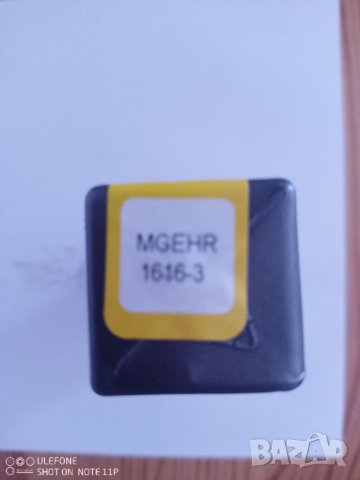 MGEHR
1616-3
ULEFONE
SHOT ON NOTE 11P
BAZAR